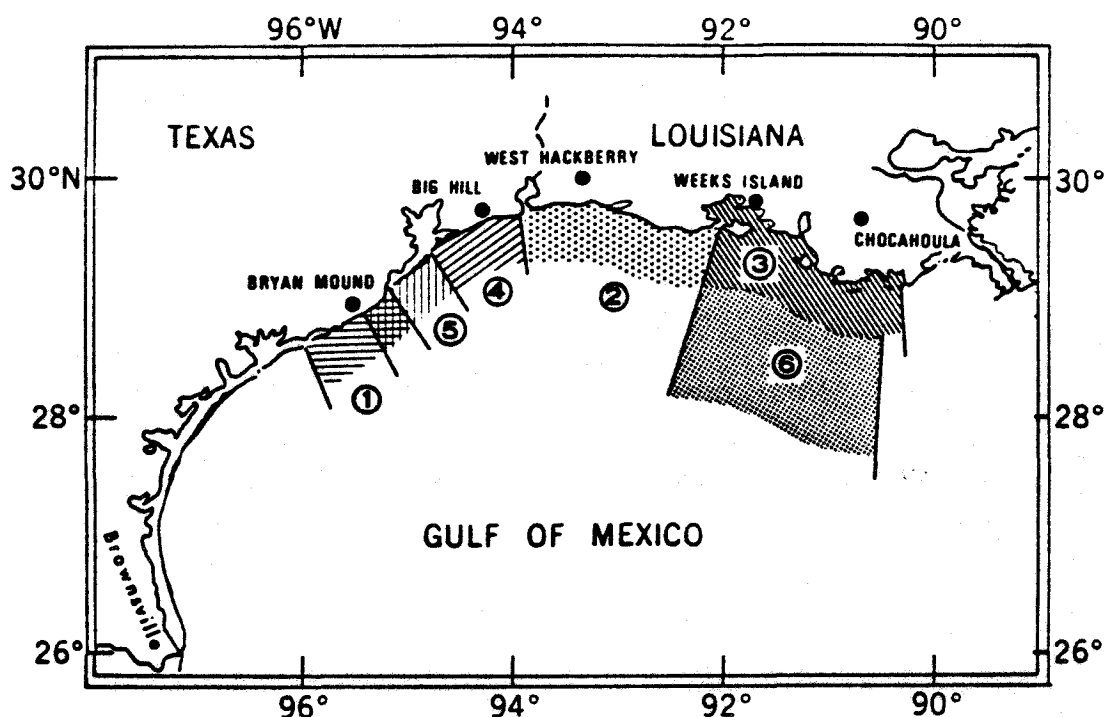 96°W 94° 92° 90°
TEXAS
LOUISIANA
WEST HACKBERRY
30°N
BIG HILL
WEEKS ISLAND
30°
CHOCAHOULA
BRYAN MOUND
3
4
2
5
6
1
28°
28°
GULF OF MEXICO
Brownsville
26°
26°
96° 94° 92° 90°